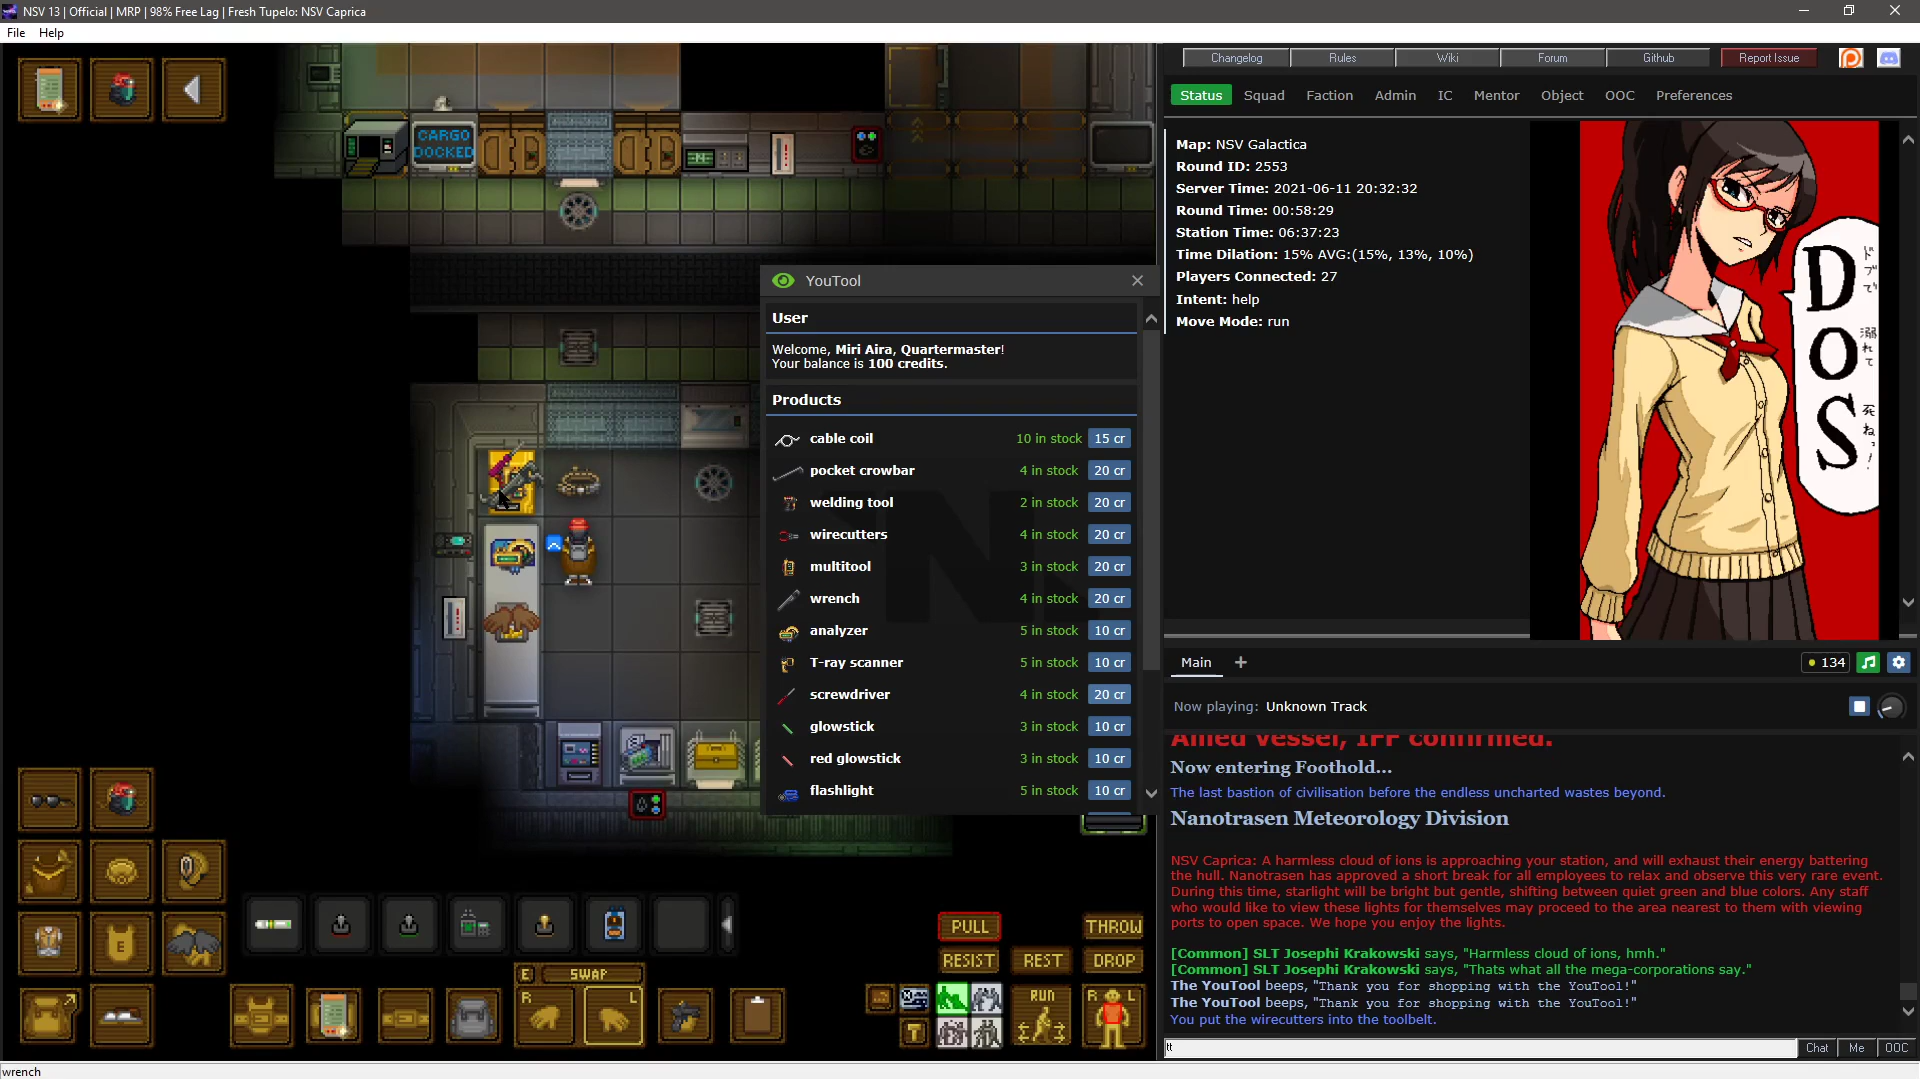 NSV 13 | Official | MRP | 98% Free Lag | Fresh Tupelo: NSV Caprica
File Help
CARGO
DOCKED
YouTool
User
Welcome, Miri Aira, Quartermaster!
Your balance is 100 credits.
Products
cable coil 10 in stock 15 cr
pocket crowbar 4 in stock 20 cr
welding tool 2 in stock 20 cr
wirecutters 4 in stock 20 cr
multitool 3 in stock 20 cr
wrench 4 in stock 20 cr
analyzer 5 in stock 10 cr
T-ray scanner 5 in stock 10 cr
screwdriver 4 in stock 20 cr
glowstick 3 in stock 10 cr
red glowstick 3 in stock 10 cr
flashlight 5 in stock 10 cr
PULL THROW
RESIST REST DROP
E SWAP
R L
RUN
R L
E
T
wrench
Changelog Rules Wiki Forum Github Report Issue
Status Squad Faction Admin IC Mentor Object OOC Preferences
Map: NSV Galactica
Round ID: 2553
Server Time: 2021-06-11 20:32:32
Round Time: 00:58:29
Station Time: 06:37:23
Time Dilation: 15% AVG:(15%, 13%, 10%)
Players Connected: 27
Intent: help
Move Mode: run
DOS
ドブで
溺れて
死ね!
Main + 134
Now playing: Unknown Track
Allied Vessel, IFF confirmed.
Now entering Foothold...
The last bastion of civilisation before the endless uncharted wastes beyond.
Nanotrasen Meteorology Division
NSV Caprica: A harmless cloud of ions is approaching your station, and will exhaust their energy battering
the hull. Nanotrasen has approved a short break for all employees to relax and observe this very rare event.
During this time, starlight will be bright but gentle, shifting between quiet green and blue colors. Any staff
who would like to view these lights for themselves may proceed to the area nearest to them with viewing
ports to open space. We hope you enjoy the lights.
[Common] SLT Josephi Krakowski says, "Harmless cloud of ions, hmh."
[Common] SLT Josephi Krakowski says, "Thats what all the mega-corporations say."
The YouTool beeps, "Thank you for shopping with the YouTool!"
The YouTool beeps, "Thank you for shopping with the YouTool!"
You put the wirecutters into the toolbelt.
tt
Chat Me OOC